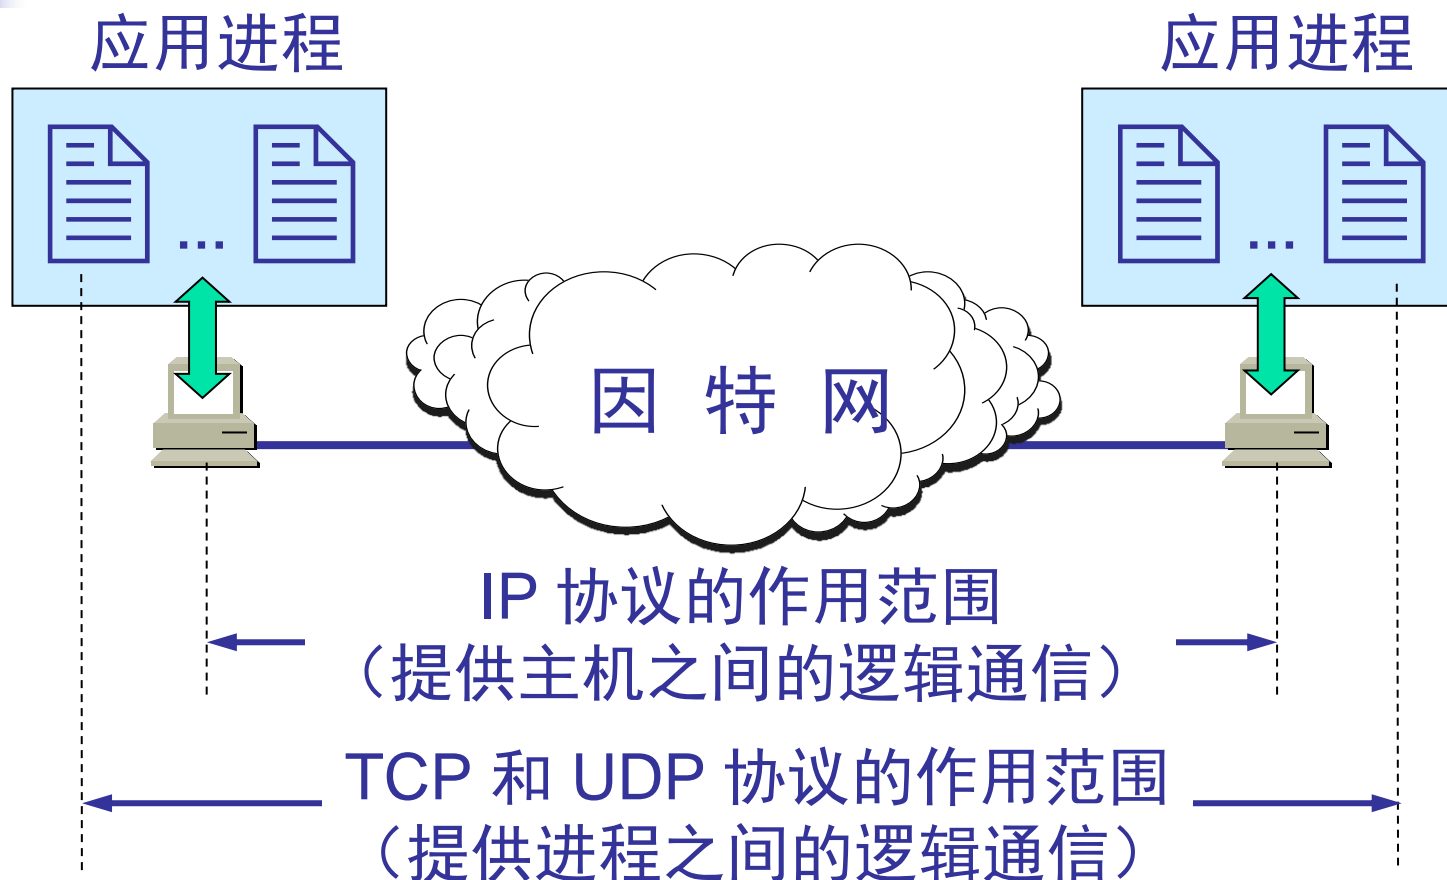 应用进程
应用进程
...
...
因 特 网
IP 协议的作用范围
（提供主机之间的逻辑通信）
TCP 和 UDP 协议的作用范围
（提供进程之间的逻辑通信）